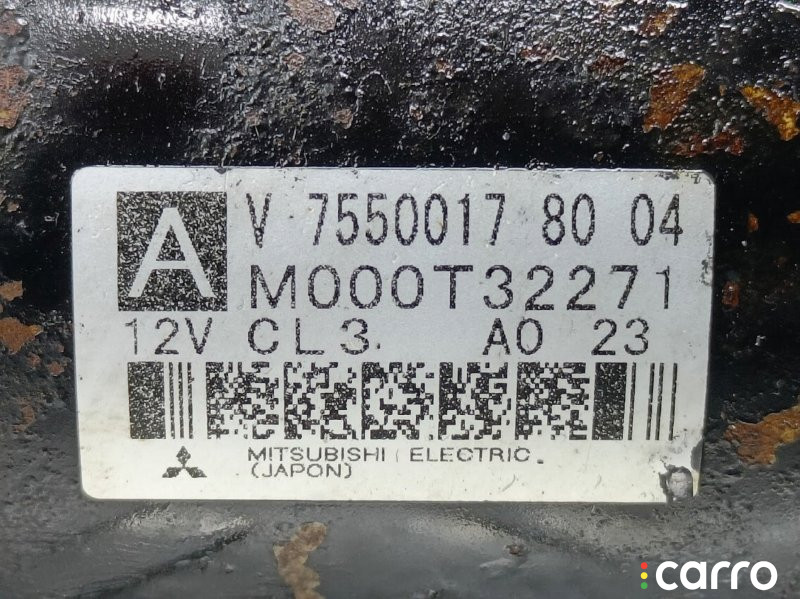 A
V 7550017 80 04
M000T32271
12V CL3. A0 23
MITSUBISHI ELECTRIC
(JAPON)
carro